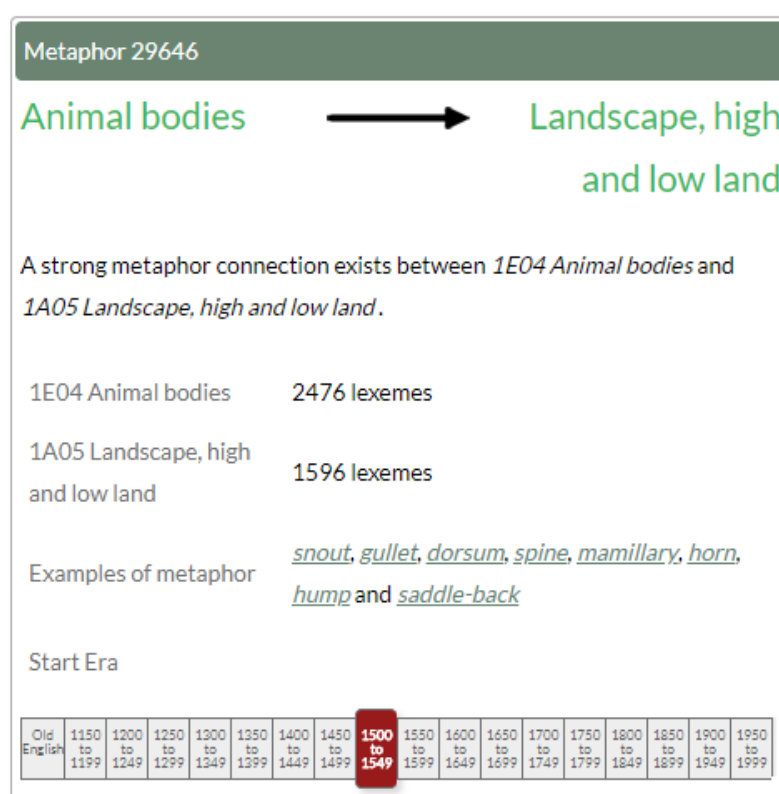 Metaphor 29646
Animal bodies Landscape, high
and low land
A strong metaphor connection exists between 1E04 Animal bodies and
1A05 Landscape, high and low land .
1E04 Animal bodies 2476 lexemes
1A05 Landscape, high
and low land 1596 lexemes
Examples of metaphor snout, gullet, dorsum, spine, mamillary, horn,
hump and saddle-back
Start Era
Old English 1150 to 1199 1200 to 1249 1250 to 1299 1300 to 1349 1350 to 1399 1400 to 1449 1450 to 1499 1500 to 1549 1550 to 1599 1600 to 1649 1650 to 1699 1700 to 1749 1750 to 1799 1800 to 1849 1850 to 1899 1900 to 1949 1950 to 1999